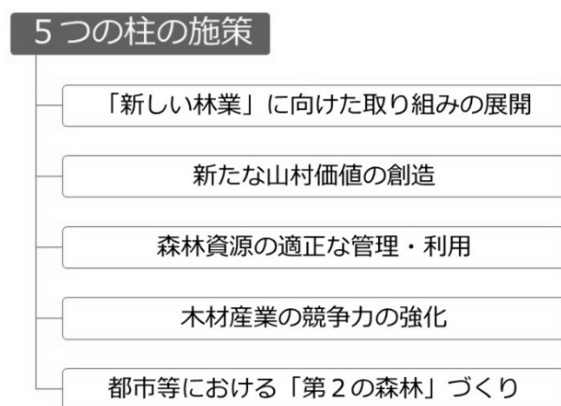 ５つの柱の施策
「新しい林業」に向けた取り組みの展開
新たな山村価値の創造
森林資源の適正な管理・利用
木材産業の競争力の強化
都市等における「第２の森林」づくり